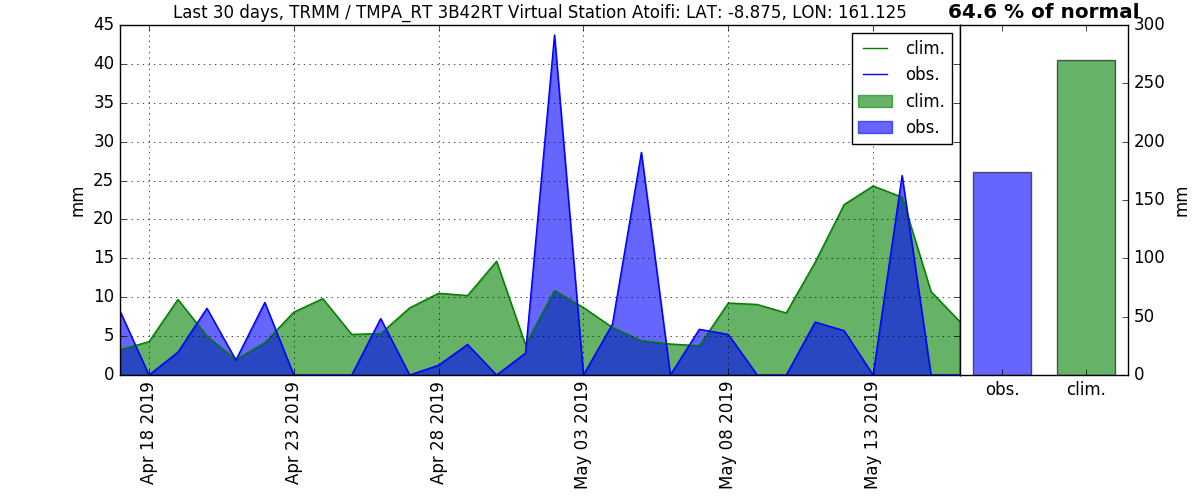 Last 30 days, TRMM / TMPA_RT 3B42RT Virtual Station Atoifi: LAT: -8.875, LON: 161.125
64.6 % of normal
45
40
35
30
25
20
15
10
5
0
mm
clim.
obs.
clim.
obs.
300
250
200
150
100
50
0
mm
Apr 18 2019
Apr 23 2019
Apr 28 2019
May 03 2019
May 08 2019
May 13 2019
obs.
clim.